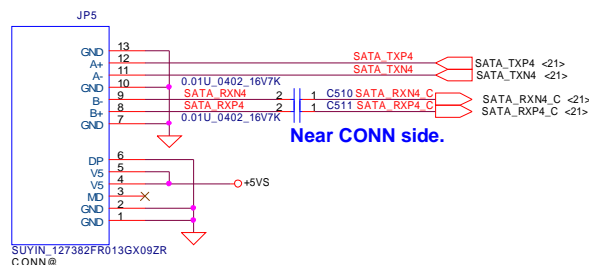 JP5
GND 13
A+ 12 SATA_TXP4 SATA_TXP4 <21>
A- 11 SATA_TXN4 SATA_TXN4 <21>
GND 10 0.01U_0402_16V7K
B- 9 SATA_RXN4 2 1 C510 SATA_RXN4_C SATA_RXN4_C <21>
B+ 8 SATA_RXP4 2 1 C511 SATA_RXP4_C SATA_RXP4_C <21>
GND 7 0.01U_0402_16V7K
Near CONN side.
DP 6
V5 5
V5 4 +5VS
MD 3
GND 2
GND 1
SUYIN_127382FR013GX09ZR
CONN@